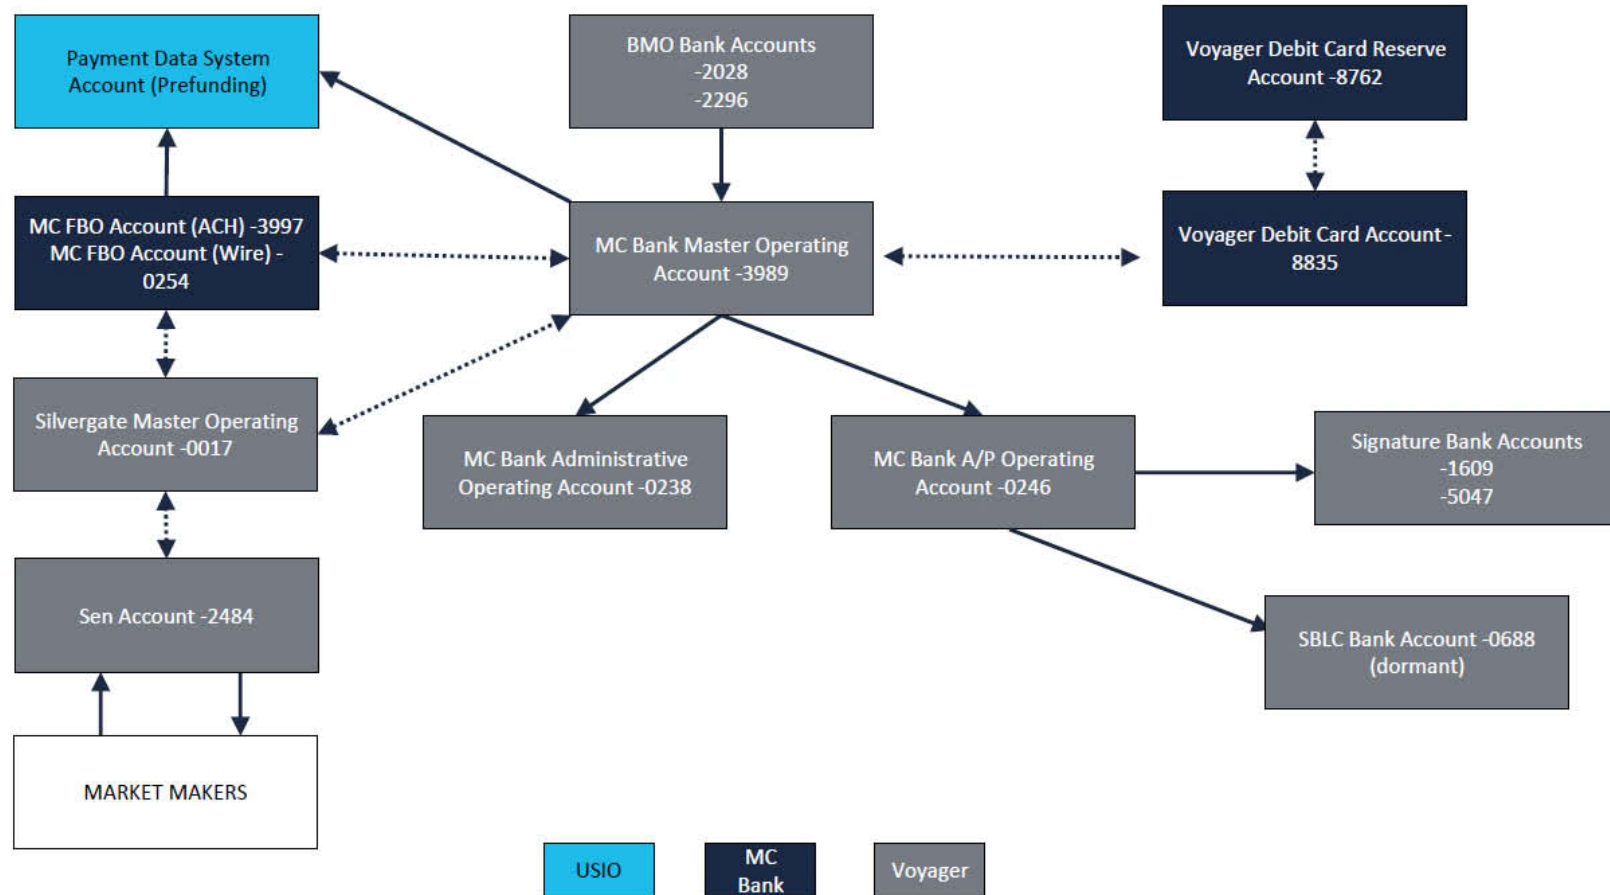 Payment Data System
Account (Prefunding)
BMO Bank Accounts
-2028
-2296
Voyager Debit Card Reserve
Account -8762
MC FBO Account (ACH) -3997
MC FBO Account (Wire) -
0254
MC Bank Master Operating
Account -3989
Voyager Debit Card Account-
8835
Silvergate Master Operating
Account -0017
MC Bank Administrative
Operating Account -0238
MC Bank A/P Operating
Account -0246
Signature Bank Accounts
-1609
-5047
Sen Account -2484
SBLC Bank Account -0688
(dormant)
MARKET MAKERS
USIO
MC
Bank
Voyager